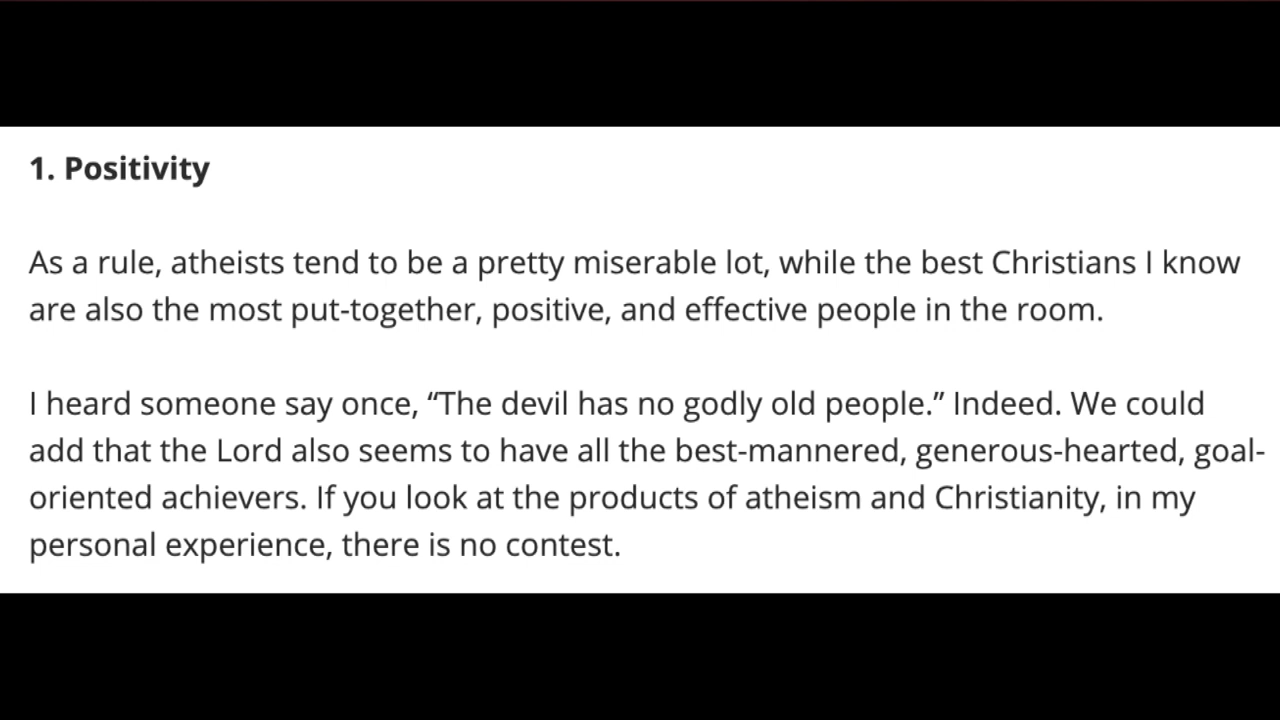 1. Positivity
As a rule, atheists tend to be a pretty miserable lot, while the best Christians I know
are also the most put-together, positive, and effective people in the room.
I heard someone say once, “The devil has no godly old people.” Indeed. We could
add that the Lord also seems to have all the best-mannered, generous-hearted, goal-
oriented achievers. If you look at the products of atheism and Christianity, in my
personal experience, there is no contest.